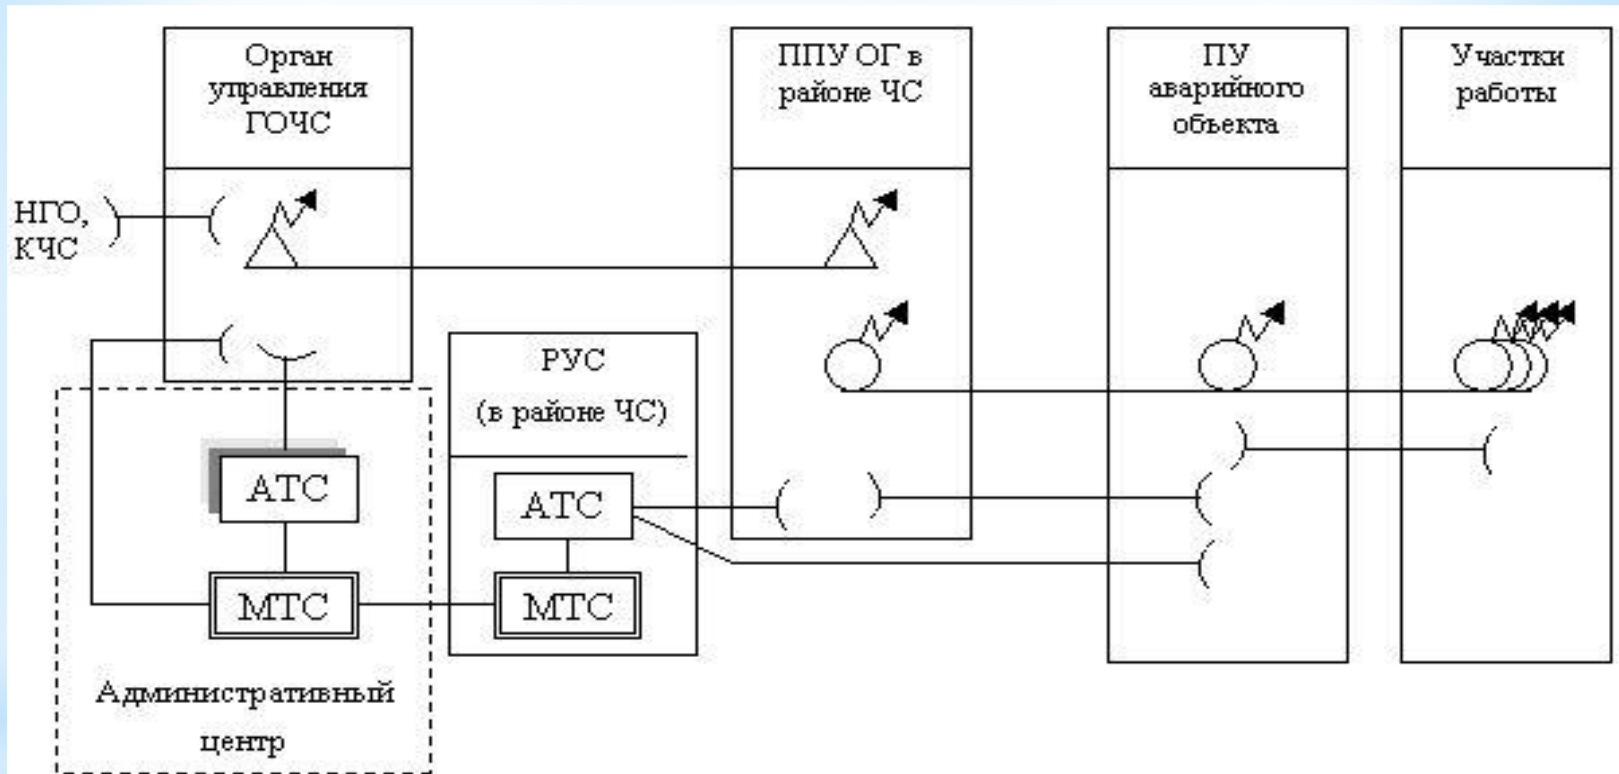 Орган
управления
ГОЧС
ППУ ОГ в
районе ЧС
ПУ
аварийного
объекта
Участки
работы
НГО,
КЧС
РУС
(в районе ЧС)
АТС
АТС
МТС
МТС
Административный
центр